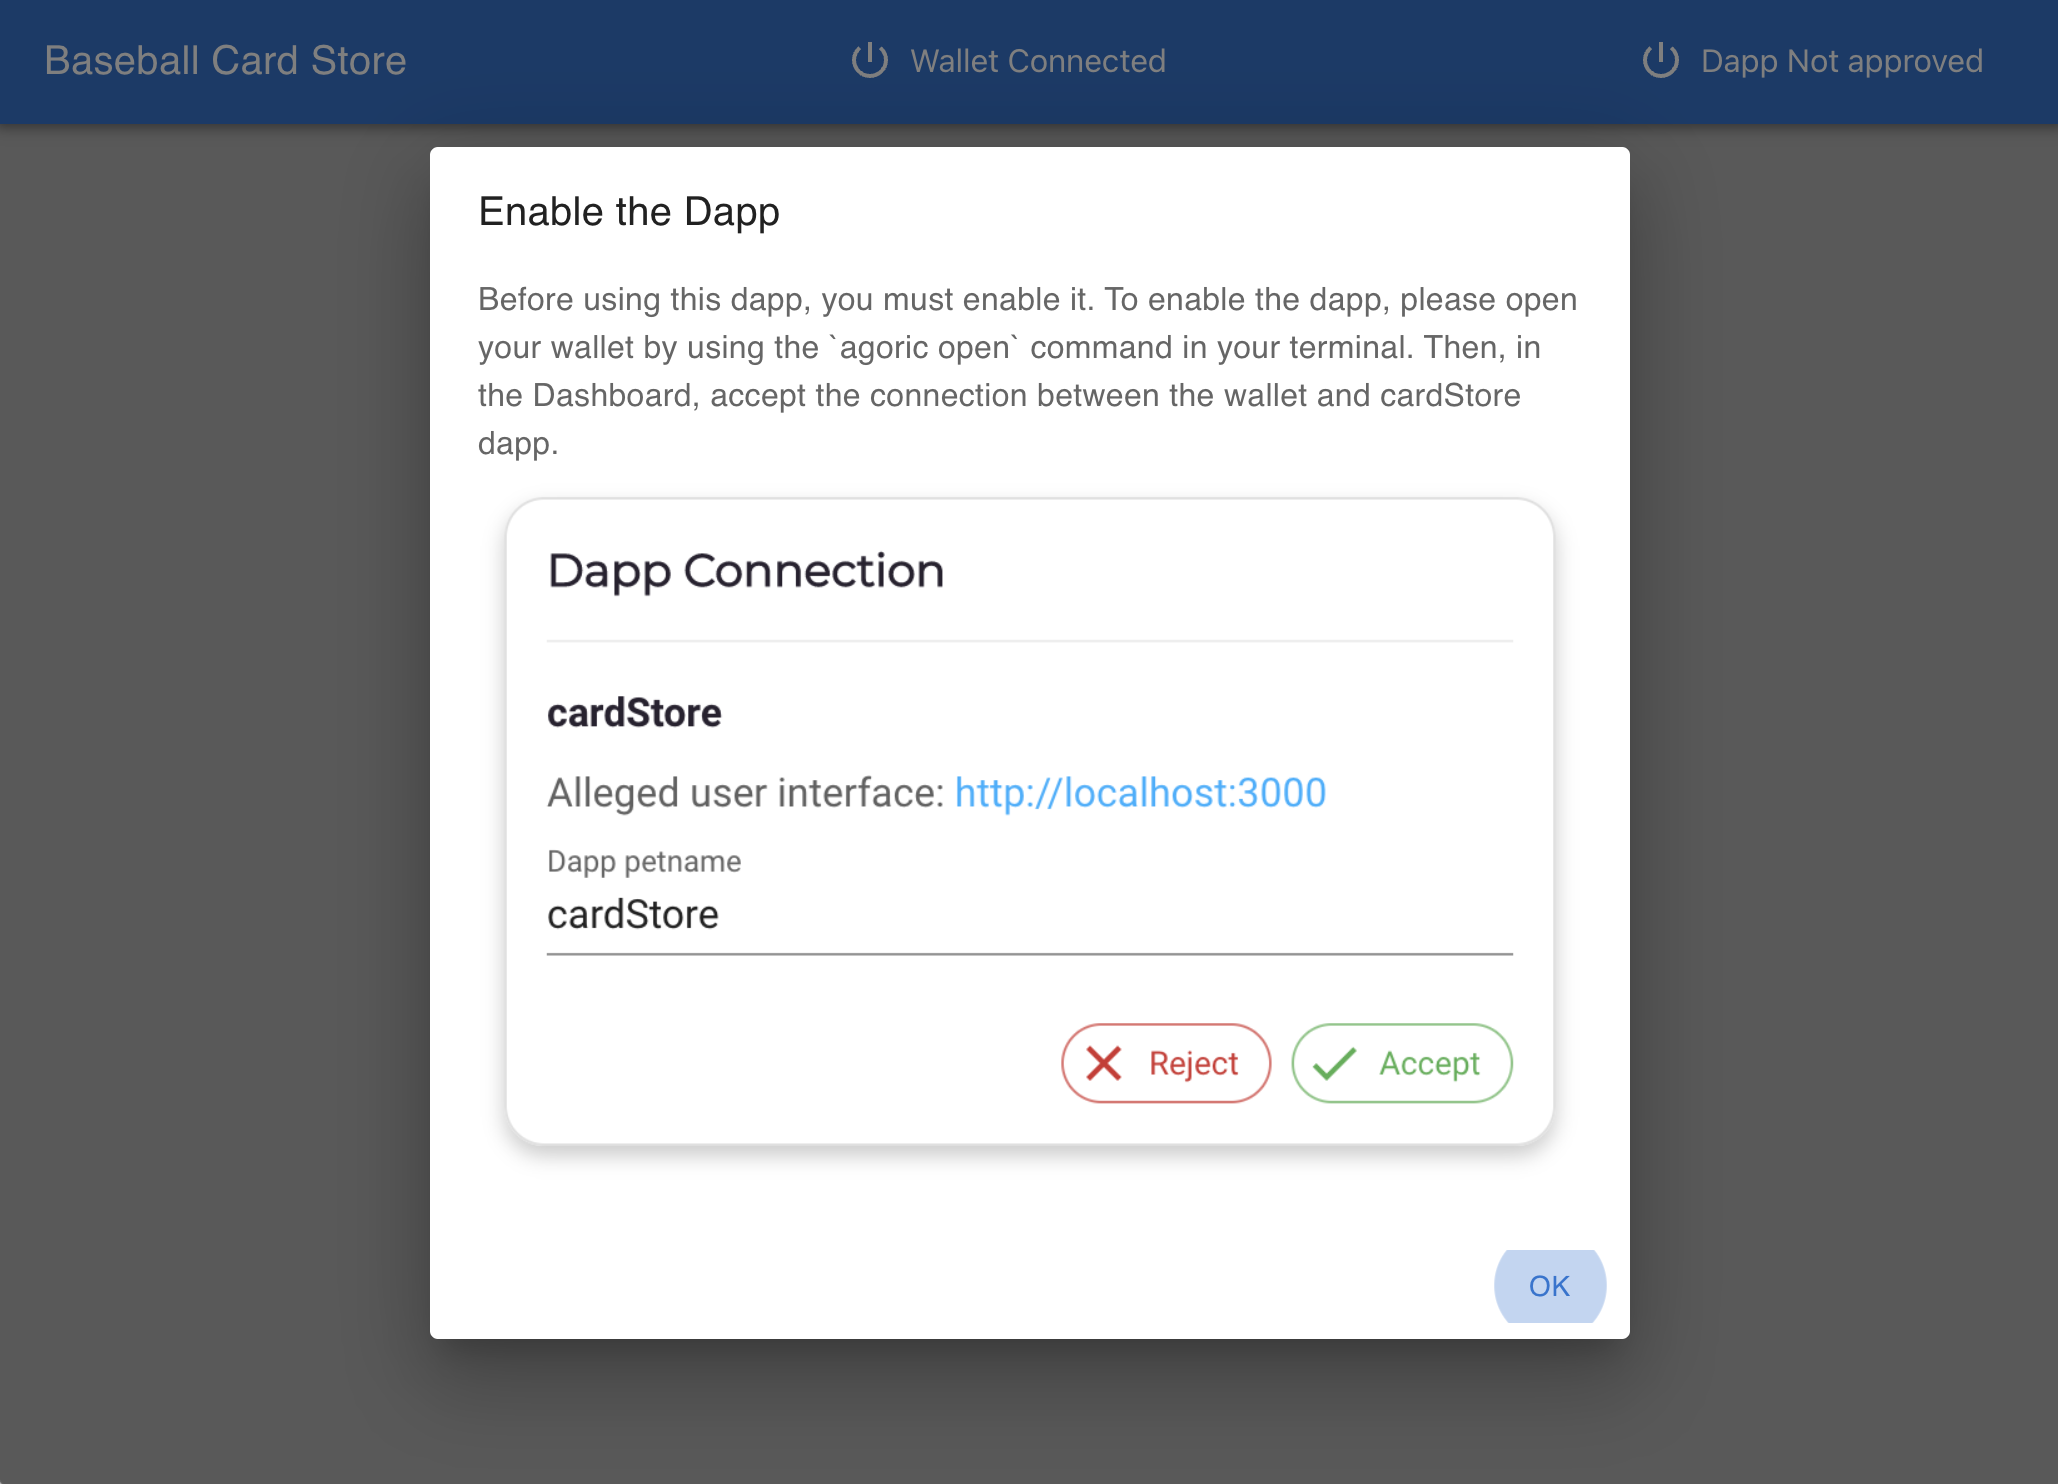 Baseball Card Store
Wallet Connected
Dapp Not approved
Enable the Dapp
Before using this dapp, you must enable it. To enable the dapp, please open
your wallet by using the `agoric open` command in your terminal. Then, in
the Dashboard, accept the connection between the wallet and cardStore
dapp.
Dapp Connection
cardStore
Alleged user interface: http://localhost:3000
Dapp petname
cardStore
Reject
Accept
OK